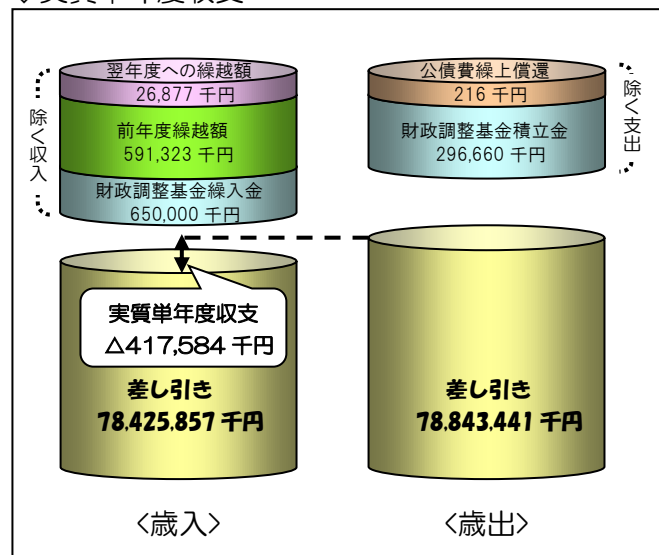 翌年度への繰越額
26,877 千円
前年度繰越額
591,323 千円
財政調整基金繰入金
650,000 千円
除く収入
公債費繰上償還
216 千円
財政調整基金積立金
296,660 千円
除く支出
実質単年度収支
△417,584 千円
差し引き
78,425,857 千円
差し引き
78,843,441 千円
<歳入>
<歳出>